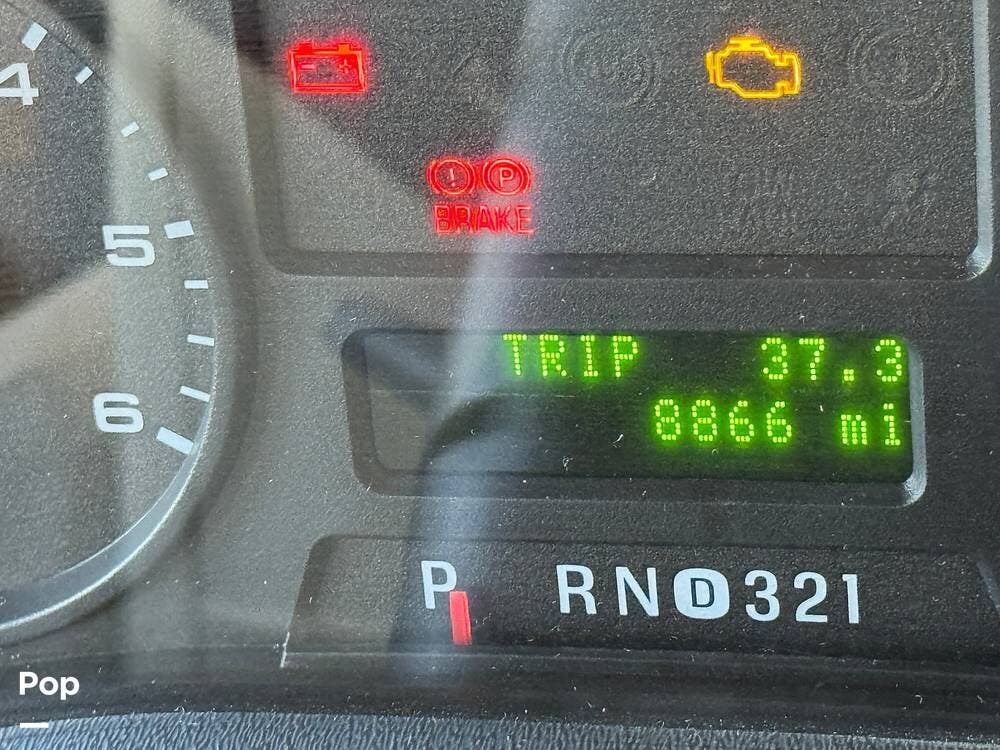 4
5
6
- +
! P
BRAKE
TRIP 37.3
8866 mi
P RND321
Pop